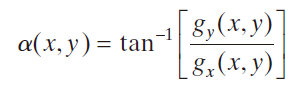 α(x, y) = tan⁻¹ [ g_y(x, y) / g_x(x, y) ]